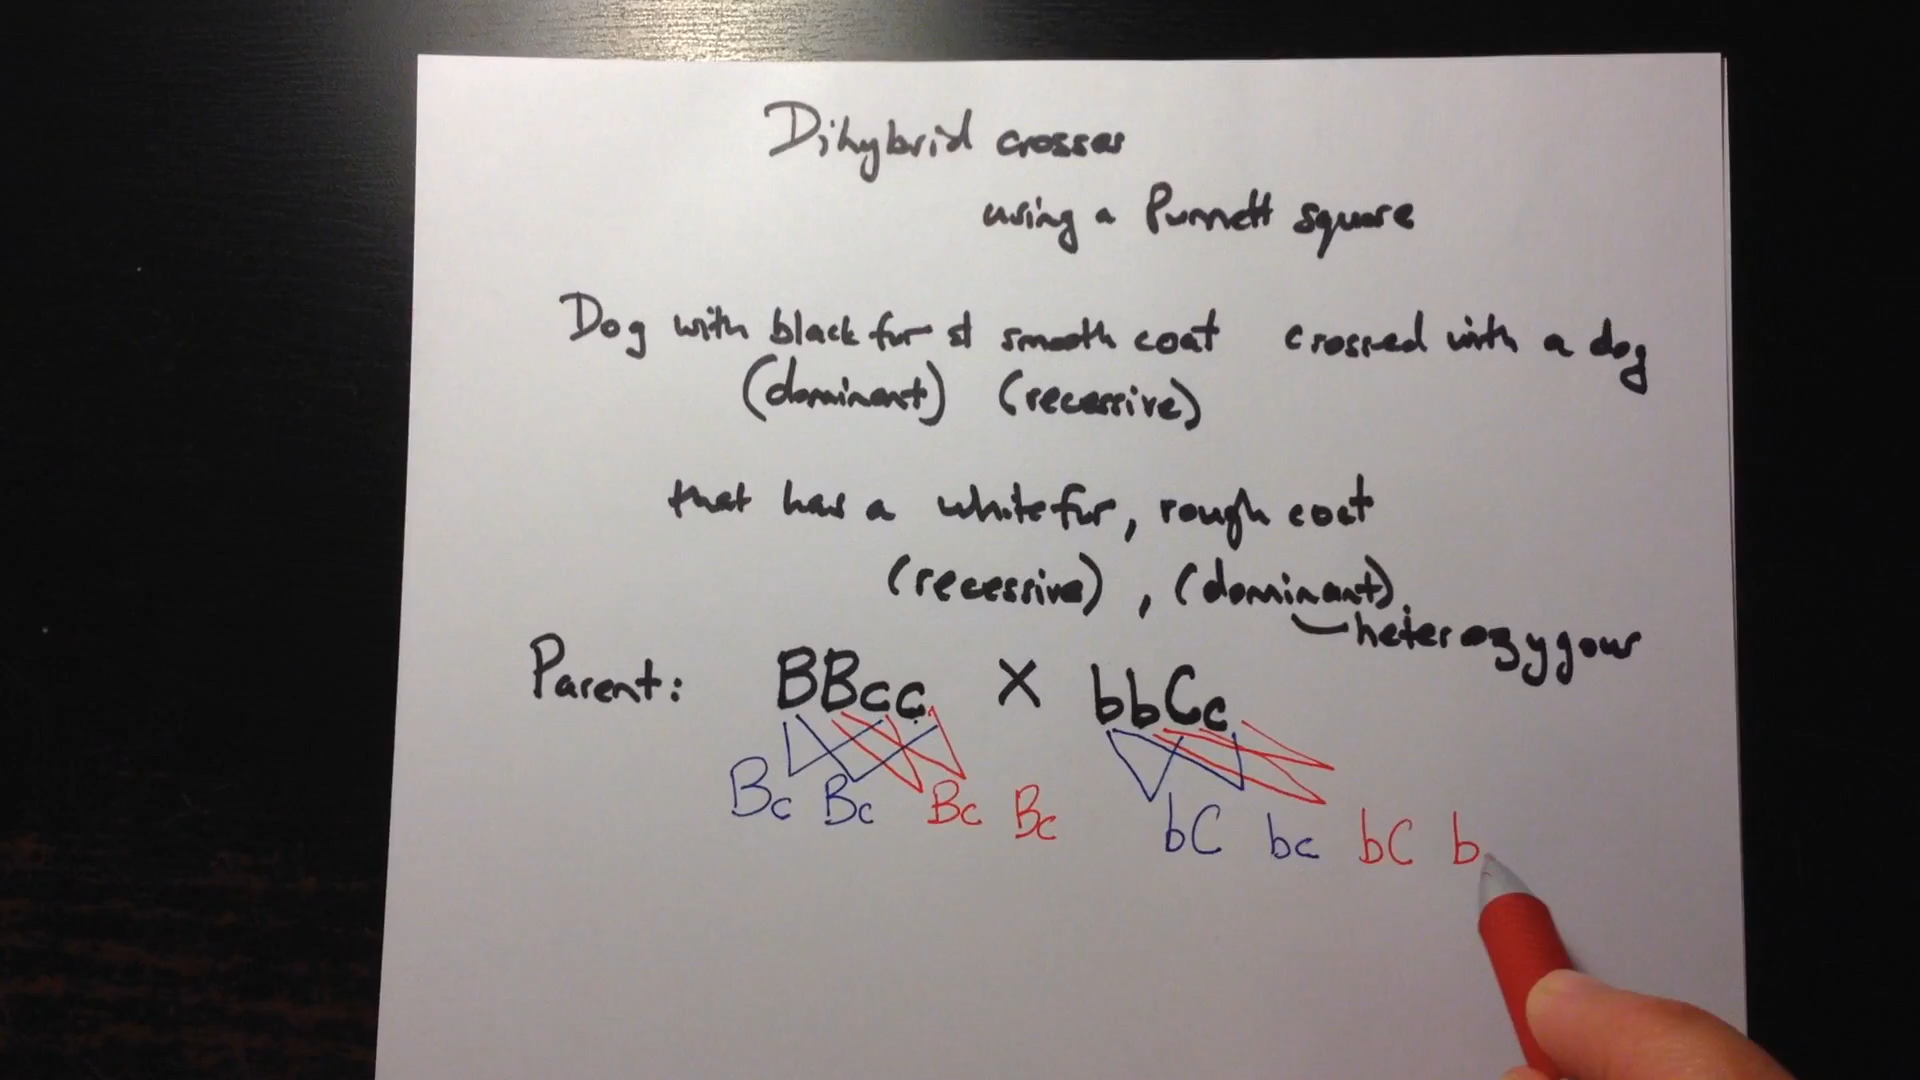 Dihybrid crosses
using a Punnett square
Dog with black fur & smooth coat crossed with a dog
(dominant) (recessive)
that has a white fur, rough coat
(recessive), (dominant).
heterozygous
Parent: BBcc X bbCc
Bc Bc Bc Bc bC bc bC b